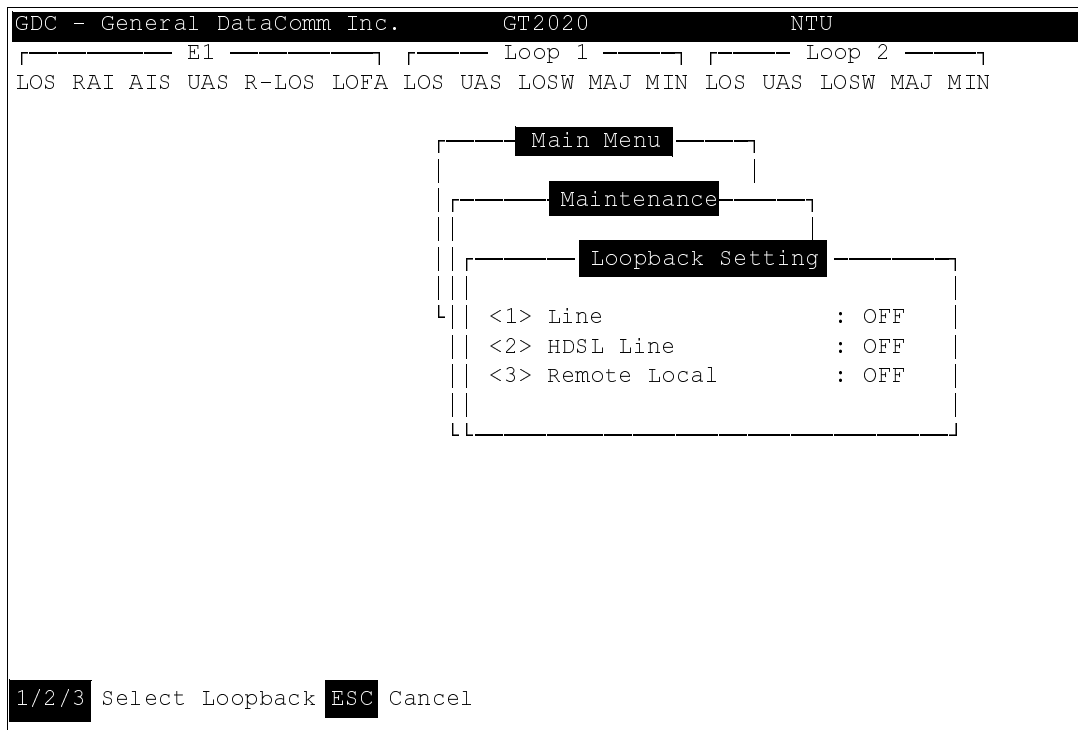 GDC - General DataComm Inc. GT2020 NTU
E1 Loop 1 Loop 2
LOS RAI AIS UAS R-LOS LOFA LOS UAS LOSW MAJ MIN LOS UAS LOSW MAJ MIN
Main Menu
Maintenance
Loopback Setting
<1> Line : OFF
<2> HDSL Line : OFF
<3> Remote Local : OFF
1/2/3 Select Loopback ESC Cancel